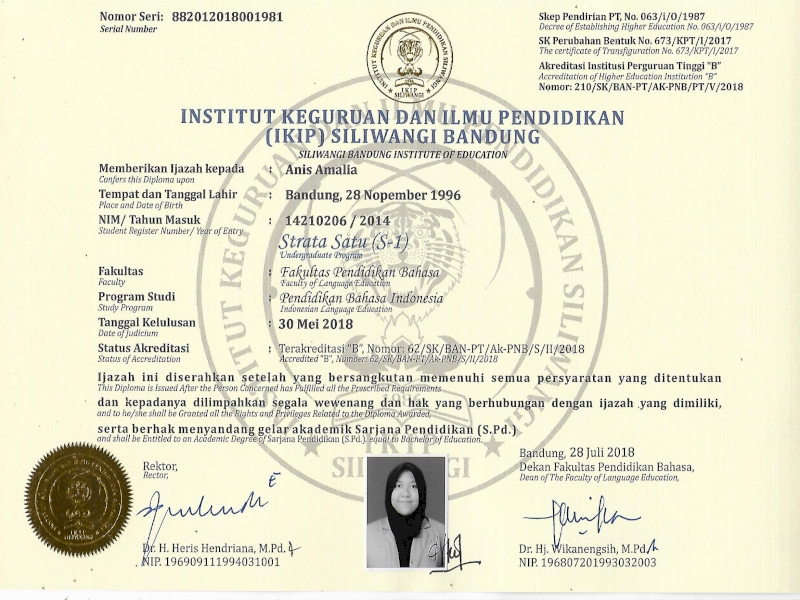 Nomor Seri: 882012018001981
Serial Number
INSTITUT KEGURUAN DAN ILMU PENDIDIKAN SILIWANGI
IKIP
SILIWANGI
Skep Pendirian PT, No. 063/i/O/1987
Decree of Establishing Higher Education No. 063/i/O/1987
SK Perubahan Bentuk No. 673/KPT/I/2017
The certificate of Transfiguration No. 673/KPT/I/2017
Akreditasi Institusi Perguruan Tinggi "B"
Accreditation of Higher Education Institution "B"
Nomor: 210/SK/BAN-PT/AK-PNB/PT/V/2018
INSTITUT KEGURUAN DAN ILMU PENDIDIKAN
(IKIP) SILIWANGI BANDUNG
SILIWANGI BANDUNG INSTITUTE OF EDUCATION
Memberikan Ijazah kepada : Anis Amalia
Confers this Diploma upon
Tempat dan Tanggal Lahir : Bandung, 28 Nopember 1996
Place and Date of Birth
NIM/ Tahun Masuk : 14210206 / 2014
Student Register Number/ Year of Entry
Strata Satu (S-1)
Undergraduate Program
Fakultas : Fakultas Pendidikan Bahasa
Faculty Faculty of Language Education
Program Studi : Pendidikan Bahasa Indonesia
Study Program Indonesian Language Education
Tanggal Kelulusan : 30 Mei 2018
Date of Judicium
Status Akreditasi : Terakreditasi "B", Nomor: 62/SK/BAN-PT/Ak-PNB/S/II/2018
Status of Accreditation Accredited "B", Number: 62/SK/BAN-PT/Ak-PNB/S/II/2018
Ijazah ini diserahkan setelah yang bersangkutan memenuhi semua persyaratan yang ditentukan
This Diploma is Issued After the Person Concerned has Fulfilled all the Prescribed Requirements
dan kepadanya dilimpahkan segala wewenang dan hak yang berhubungan dengan ijazah yang dimiliki,
and to he/she shall be Granted all the Rights and Privileges Related to the Diploma Awarded,
serta berhak menyandang gelar akademik Sarjana Pendidikan (S.Pd.)
and shall be Entitled to an Academic Degree of Sarjana Pendidikan (S.Pd.) equal to Bachelor of Education.
INSTITUT KEGURUAN DAN ILMU PENDIDIKAN SILIWANGI
IKIP
SILIWANGI
Rektor,
Rector,
Dr. H. Heris Hendriana, M.Pd.
NIP. 196909111994031001
Bandung, 28 Juli 2018
Dekan Fakultas Pendidikan Bahasa,
Dean of The Faculty of Language Education,
Dr. Hj. Wikanengsih, M.Pd.
NIP. 196807201993032003